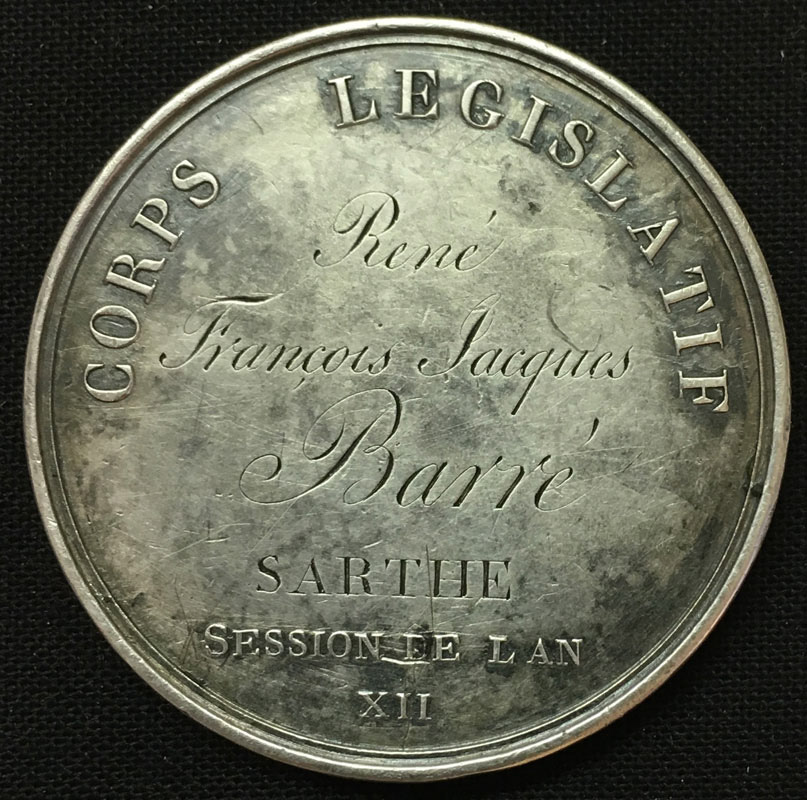 CORPS LEGISLATIF
René
François Jacques
Barré
SARTHE
SESSION DE L AN
XII